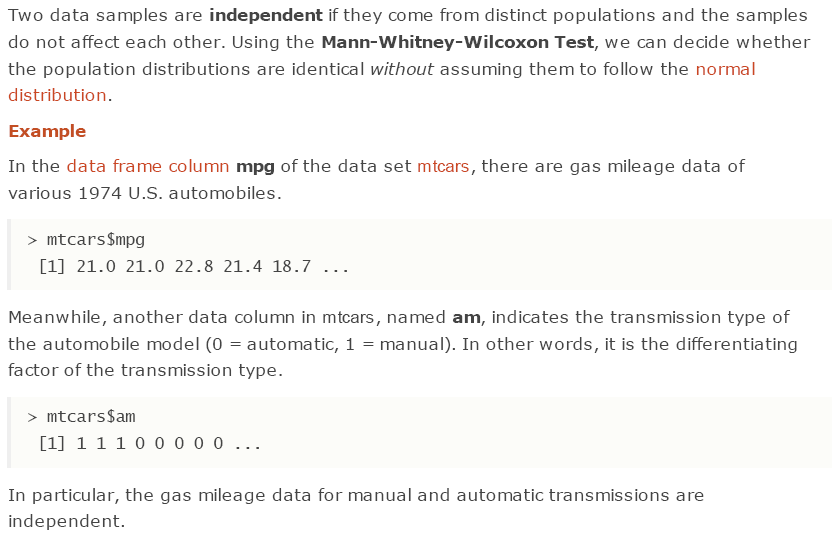 Two data samples are independent if they come from distinct populations and the samples
do not affect each other. Using the Mann-Whitney-Wilcoxon Test, we can decide whether
the population distributions are identical without assuming them to follow the normal
distribution.
Example
In the data frame column mpg of the data set mtcars, there are gas mileage data of
various 1974 U.S. automobiles.
> mtcars$mpg
[1] 21.0 21.0 22.8 21.4 18.7 ...
Meanwhile, another data column in mtcars, named am, indicates the transmission type of
the automobile model (0 = automatic, 1 = manual). In other words, it is the differentiating
factor of the transmission type.
> mtcars$am
[1] 1 1 1 0 0 0 0 0 ...
In particular, the gas mileage data for manual and automatic transmissions are
independent.